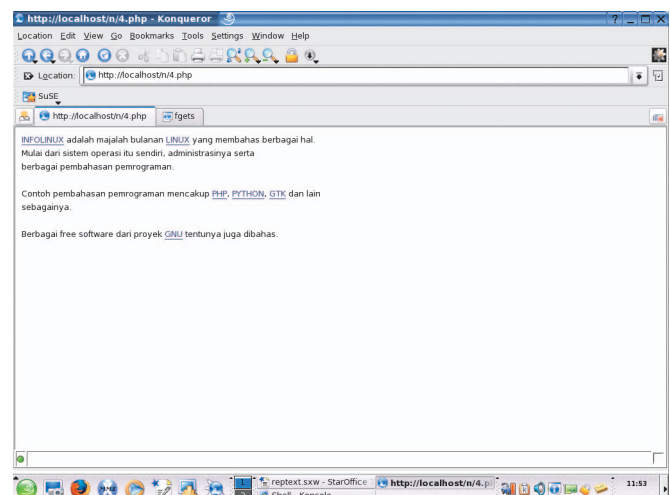 http://localhost/n/4.php - Konqueror
Location Edit View Go Bookmarks Tools Settings Window Help
Location: http://localhost/n/4.php
SuSE
http://localhost/n/4.php fgets
INFOLINUX adalah majalah bulanan LINUX yang membahas berbagai hal.
Mulai dari sistem operasi itu sendiri, administrasinya serta
berbagai pembahasan pemrograman.
Contoh pembahasan pemrograman mencakup PHP, PYTHON, GTK dan lain
sebagainya.
Berbagai free software dari proyek GNU tentunya juga dibahas.
1 reptext.sxw - StarOffice http://localhost/n/4.pl 11:53
2 Shell - Konsole